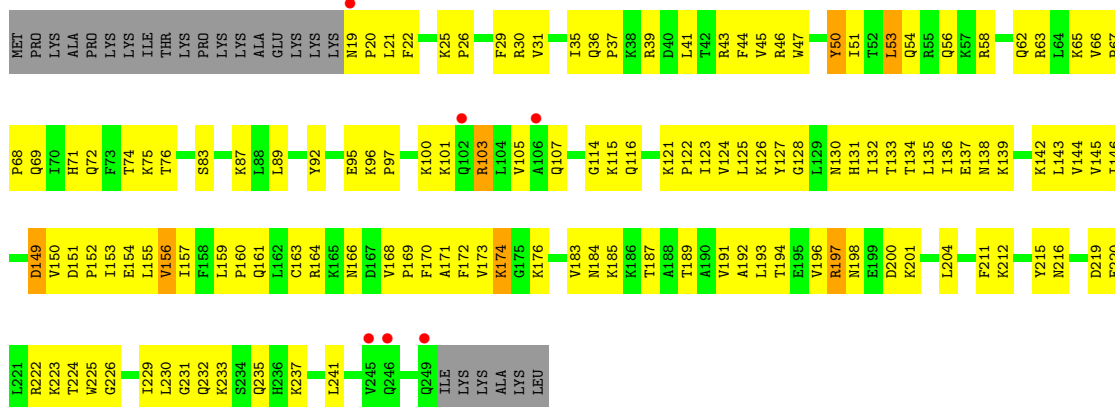 MET PRO LYS ALA PRO LYS LYS ILE THR LYS PRO LYS LYS ALA GLU LYS LYS LYS N19 P20 L21 F22 K25 P26 F29 R30 V31 I35 Q36 P37 K38 R39 D40 L41 T42 R43 F44 V45 R46 W47 Y50 I51 T52 L53 Q54 R55 Q56 K57 R58 Q62 R63 L64 K65 V66 P67
P68 Q69 I70 H71 Q72 F73 T74 K75 T76 S83 K87 L88 L89 Y92 E95 K96 P97 K100 K101 Q102 R103 L104 V105 A106 Q107 G114 K115 Q116 K121 P122 I123 V124 L125 K126 Y127 G128 L129 N130 H131 I132 T133 T134 L135 I136 E137 N138 K139 K142 L143 V144 V145 I146
D149 V150 D151 P152 I153 E154 L155 V156 I157 F158 L159 P160 Q161 L162 C163 R164 K165 N166 D167 V168 P169 F170 A171 F172 V173 K174 G175 K176 V183 N184 K185 K186 T187 A188 T189 A190 V191 A192 L193 T194 E195 V196 R197 N198 E199 D200 K201 L204 F211 K212 Y215 N216 D219 E220
L221 R222 K223 T224 W225 G226 I229 L230 G231 Q232 K233 S234 Q235 H236 K237 L241 V245 Q246 Q249 ILE LYS LYS ALA LYS LEU